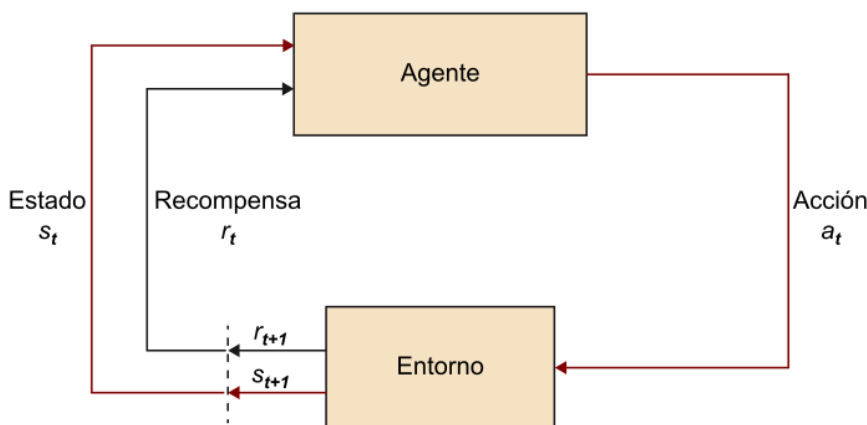 Agente
Estado
s_t
Recompensa
r_t
Acción
a_t
r_t+1
s_t+1
Entorno